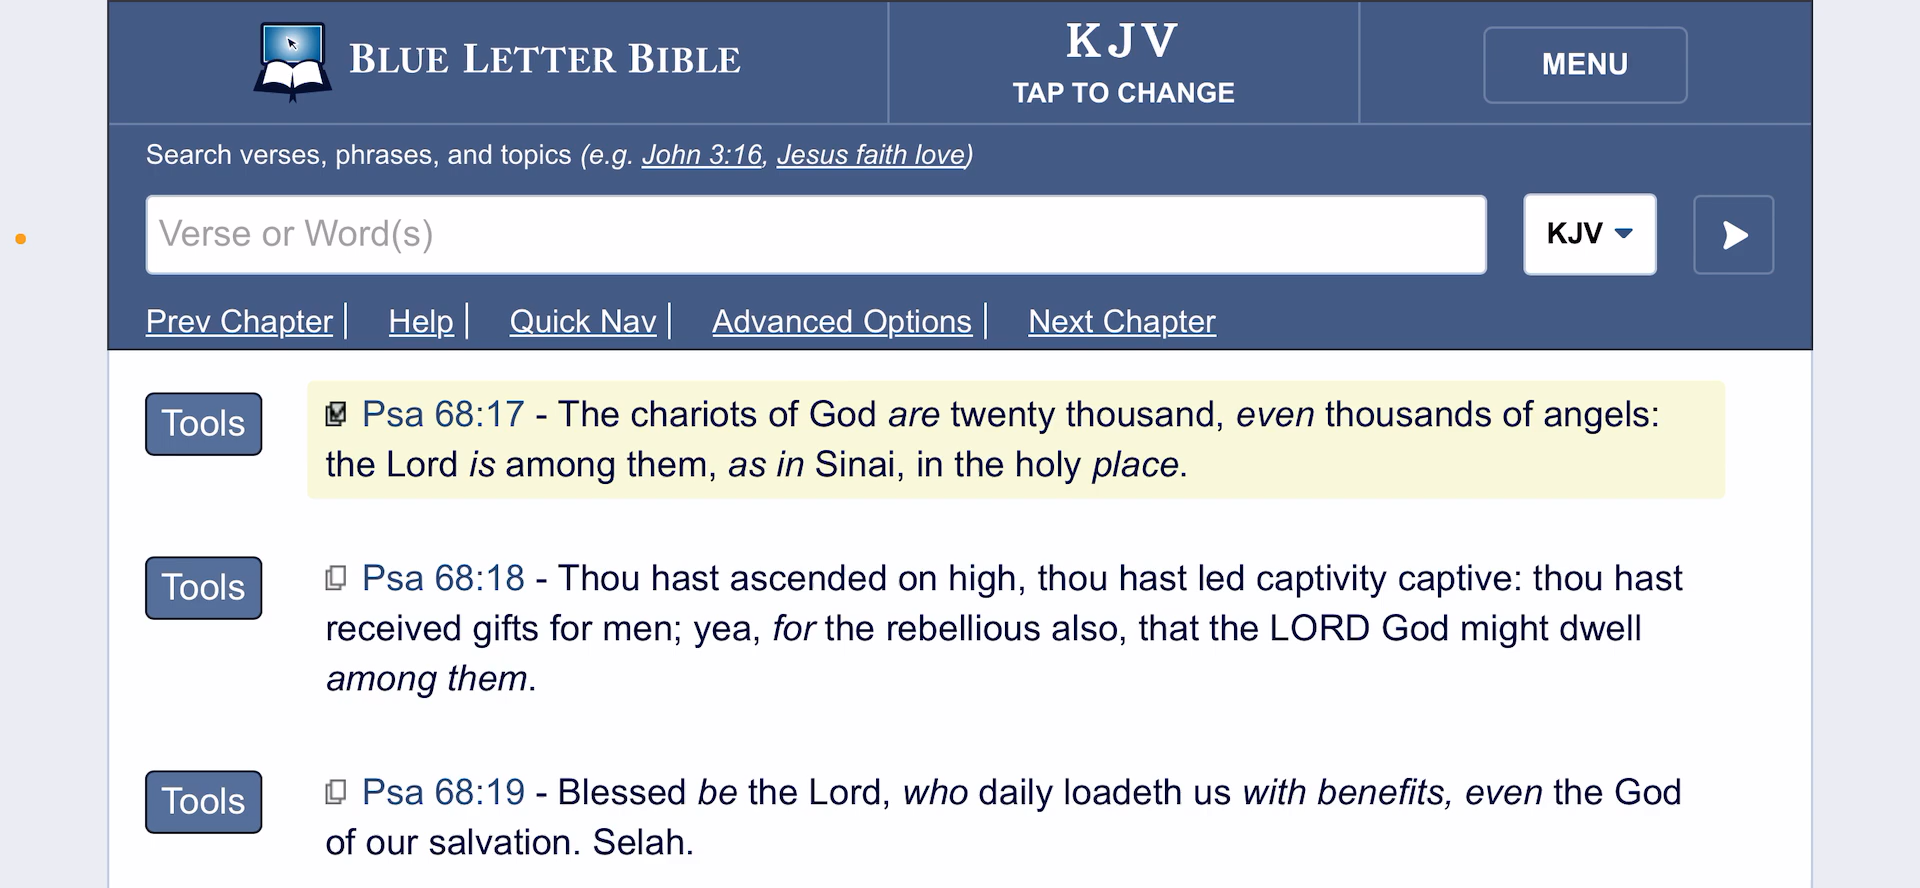 BLUE LETTER BIBLE
KJV
TAP TO CHANGE
MENU
Search verses, phrases, and topics (e.g. John 3:16, Jesus faith love)
Verse or Word(s)
KJV
Prev Chapter | Help | Quick Nav | Advanced Options | Next Chapter
Tools
Psa 68:17 - The chariots of God are twenty thousand, even thousands of angels:
the Lord is among them, as in Sinai, in the holy place.
Tools
Psa 68:18 - Thou hast ascended on high, thou hast led captivity captive: thou hast
received gifts for men; yea, for the rebellious also, that the LORD God might dwell
among them.
Tools
Psa 68:19 - Blessed be the Lord, who daily loadeth us with benefits, even the God
of our salvation. Selah.